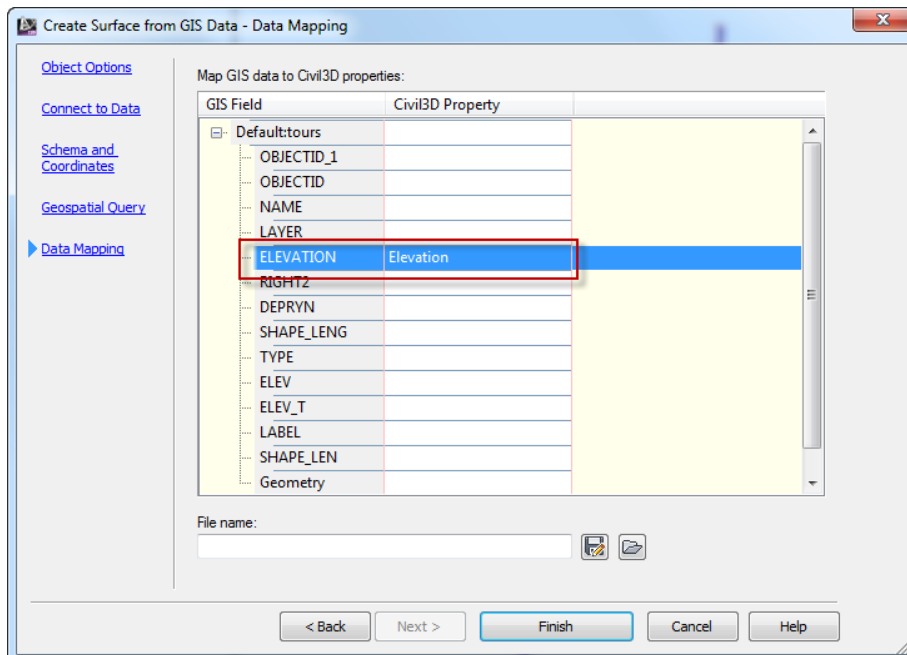 Create Surface from GIS Data - Data Mapping
Object Options
Connect to Data
Schema and
Coordinates
Geospatial Query
Data Mapping
Map GIS data to Civil3D properties:
GIS Field Civil3D Property
Default:tours
OBJECTID_1
OBJECTID
NAME
LAYER
ELEVATION Elevation
RIGHT2
DEPRYN
SHAPE_LENG
TYPE
ELEV
ELEV_T
LABEL
SHAPE_LEN
Geometry
File name:
< Back Next > Finish Cancel Help